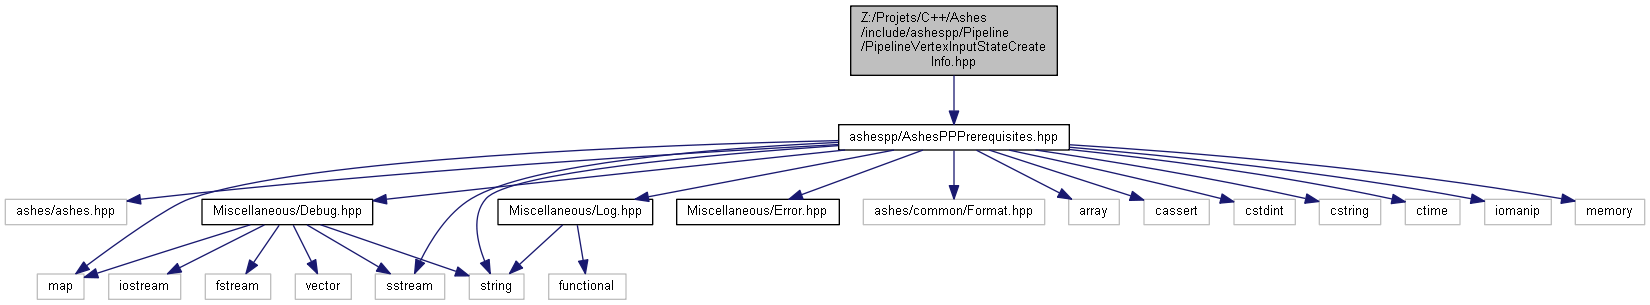 Z:/Projets/C++/Ashes
/include/ashespp/Pipeline
/PipelineVertexInputStateCreate
Info.hpp
ashespp/AshesPPPrerequisites.hpp
ashes/ashes.hpp
Miscellaneous/Debug.hpp
Miscellaneous/Log.hpp
Miscellaneous/Error.hpp
ashes/common/Format.hpp
array
cassert
cstdint
cstring
ctime
iomanip
memory
map
iostream
fstream
vector
sstream
string
functional